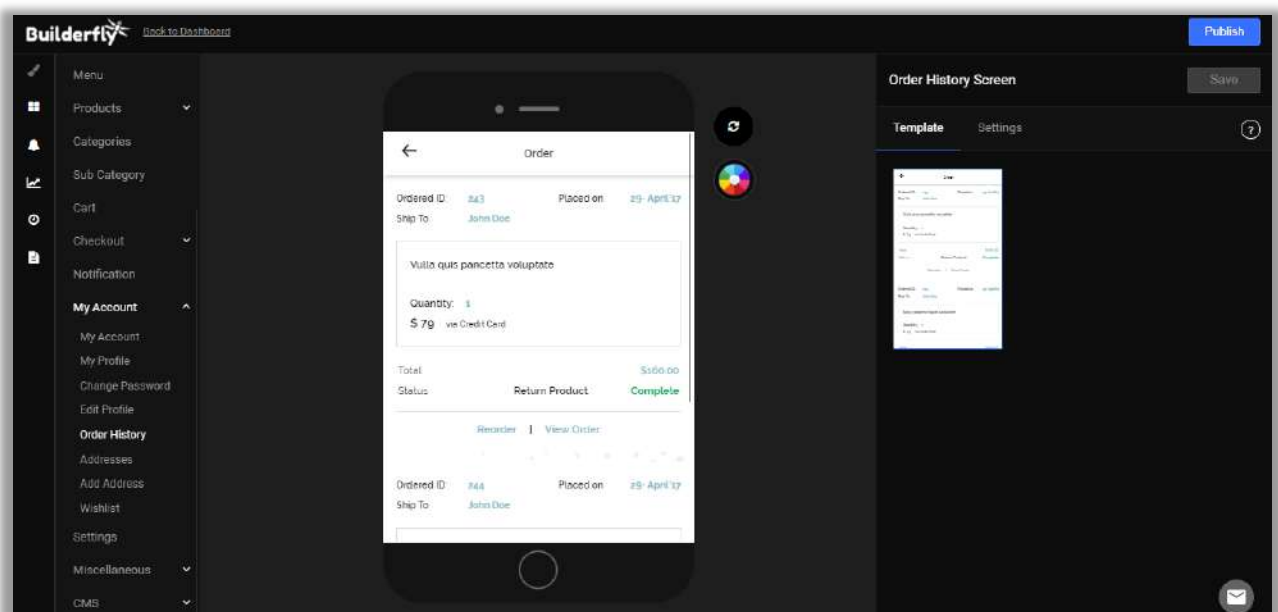 Builderfly
Back to Dashboard
Publish
Menu
Products
Categories
Sub Category
Cart
Checkout
Notification
My Account
My Account
My Profile
Change Password
Edit Profile
Order History
Addresses
Add Address
Wishlist
Settings
Miscellaneous
CMS
Order
Ordered ID: 243 Placed on 29- April'17
Ship To John Doe
Vulla quis pancetta voluptate
Quantity: 1
$ 79 via Credit Card
Total $160.00
Status Return Product Complete
Reorder | View Order
Ordered ID 244 Placed on 29- April'17
Ship To John Doe
Order History Screen
Save
Template Settings
?